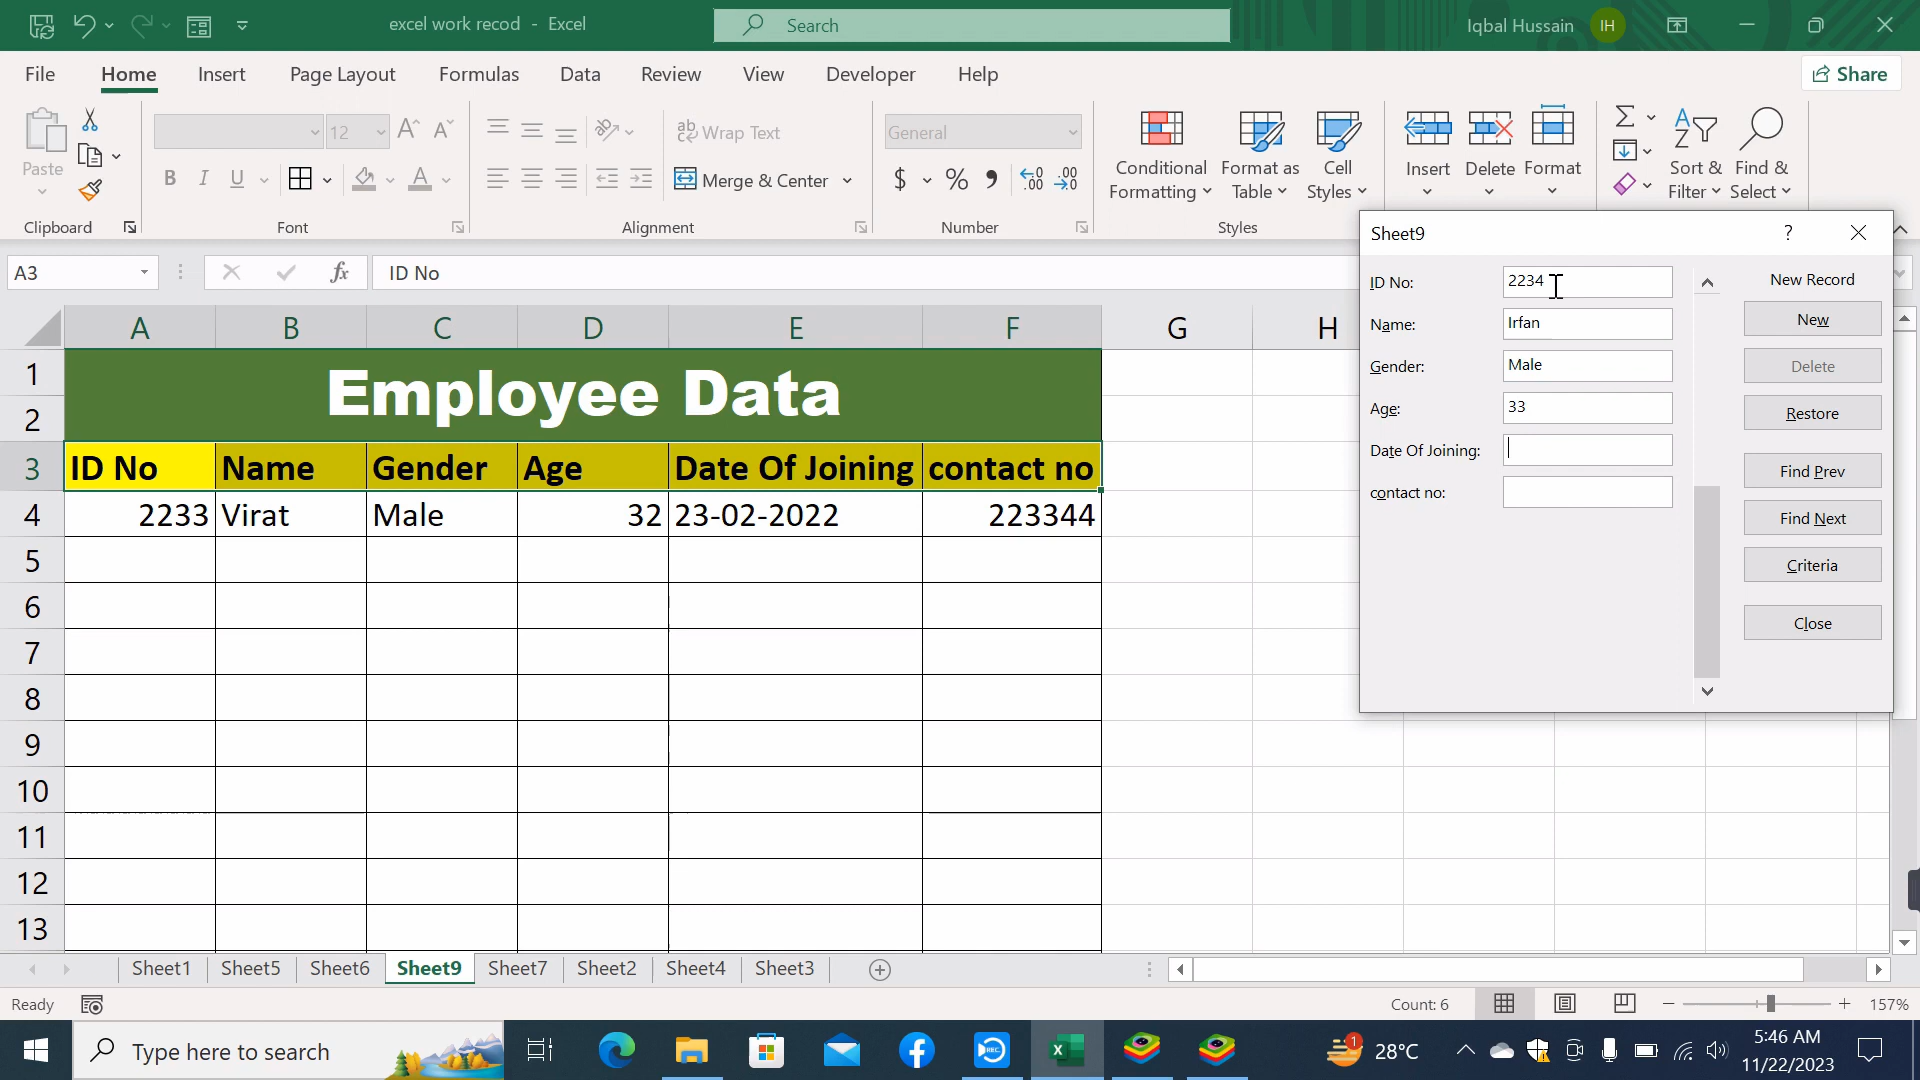 excel work recod - Excel
Search
Iqbal Hussain IH
File Home Insert Page Layout Formulas Data Review View Developer Help
Share
Paste
12
Wrap Text
Merge & Center
General
Conditional Formatting
Format as Table
Cell Styles
Insert Delete Format
Sort & Filter
Find & Select
Clipboard Font Alignment Number Styles
A3
fx
ID No
A B C D E F G H
1
Employee Data
2
3 ID No Name Gender Age Date Of Joining contact no
4 2233 Virat Male 32 23-02-2022 223344
5
6
7
8
9
10
11
12
13
Sheet9 ?
ID No: 2234
Name: Irfan
Gender: Male
Age: 33
Date Of Joining:
contact no:
New Record
New
Delete
Restore
Find Prev
Find Next
Criteria
Close
Sheet1 Sheet5 Sheet6 Sheet9 Sheet7 Sheet2 Sheet4 Sheet3
Ready
Count: 6
157%
Type here to search
REC
1
28°C
5:46 AM
11/22/2023